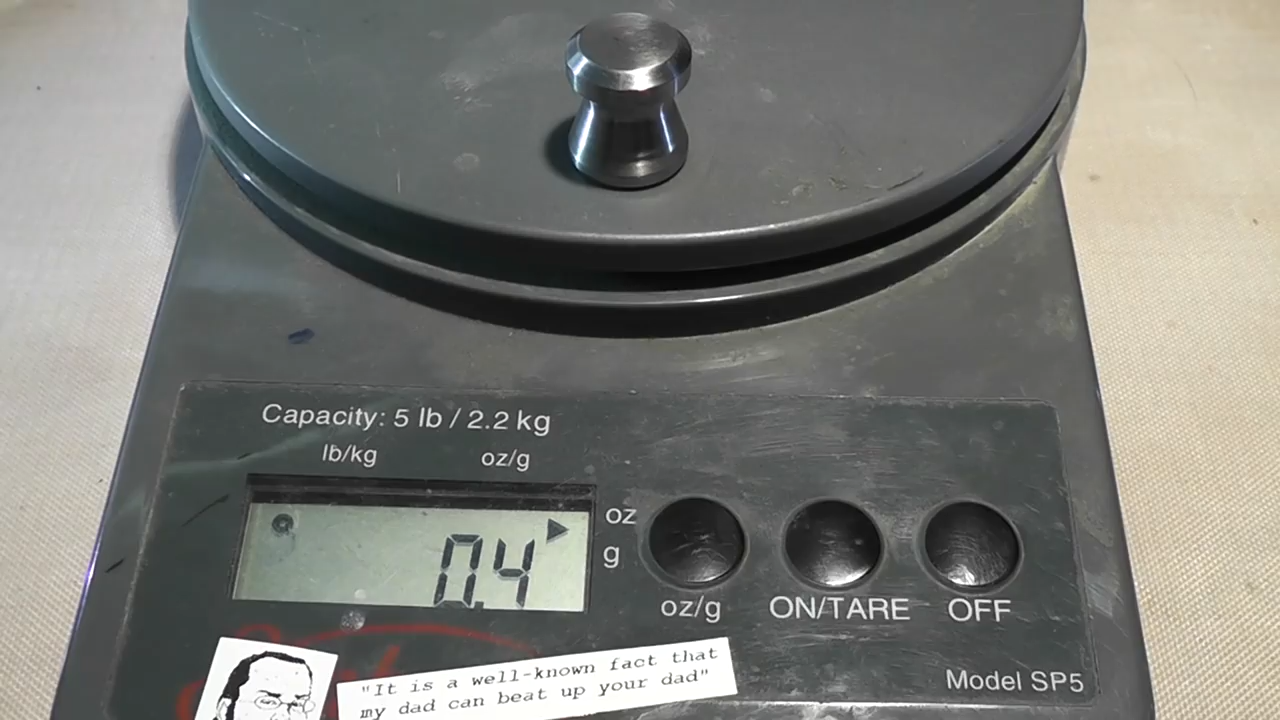 Capacity: 5 lb / 2.2 kg
lb/kg oz/g
0.4
oz
g
oz/g ON/TARE OFF
"It is a well-known fact that
my dad can beat up your dad"
Model SP5